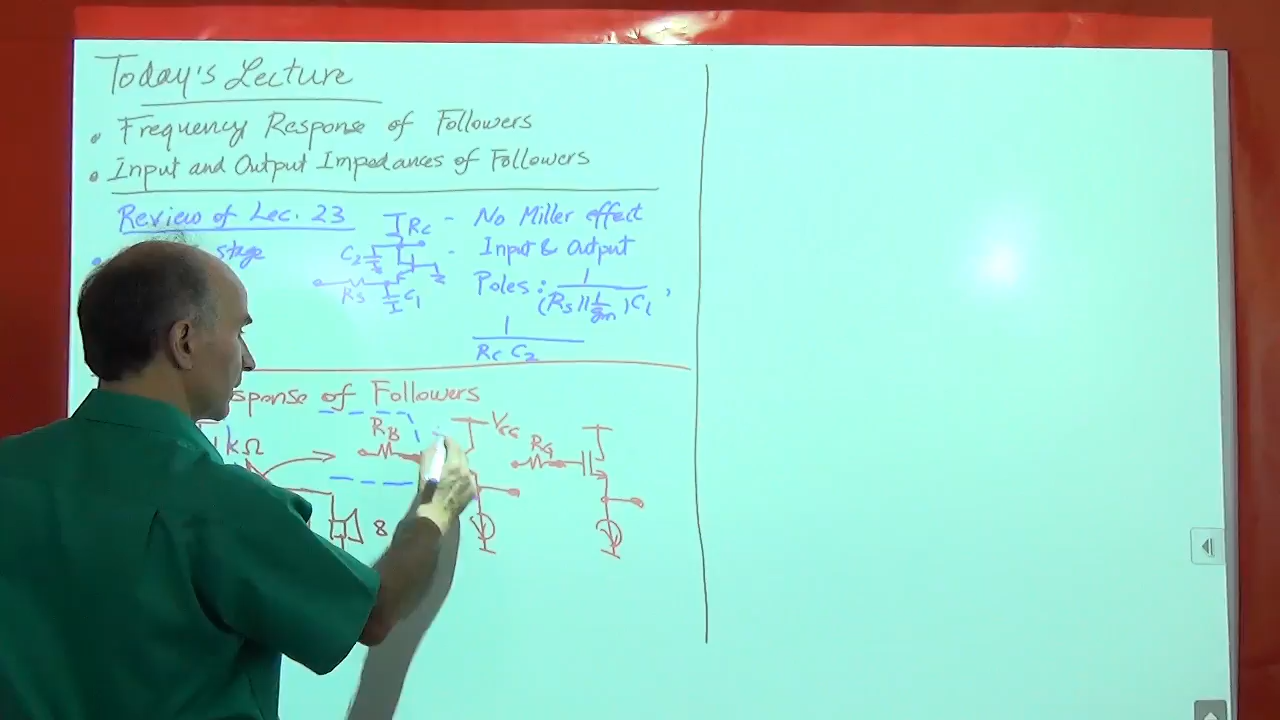 Today's Lecture
• Frequency Response of Followers
• Input and Output Impedances of Followers
Review of Lec. 23
• stage
RC
C2
RS
C1
- No Miller effect
- Input & Output
Poles : 1 / (RS || 1/gm) C1 ,
1 / RC C2
sponse of Followers
1kΩ
RB
VCC
RG
8